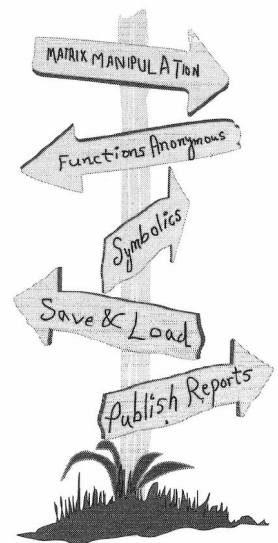 MATRIX MANIPULATION
Functions Anonymous
Symbolics
Save & Load
Publish Reports